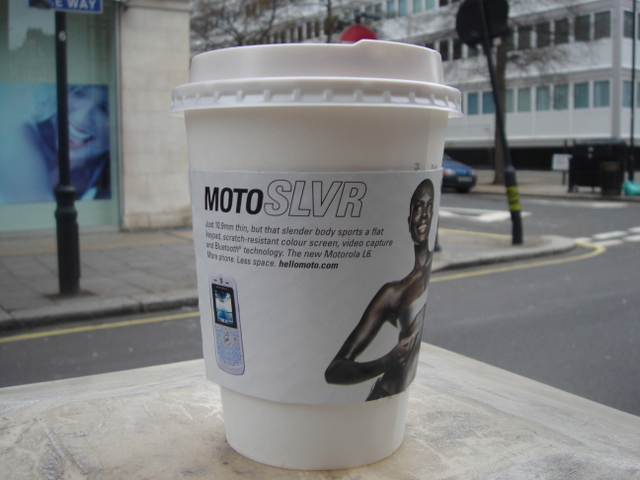 E WAY
MOTOSLVR
Just 10.9mm thin, but that slender body sports a flat
keypad, scratch-resistant colour screen, video capture
and Bluetooth® technology. The new Motorola L6.
More phone. Less space. hellomoto.com